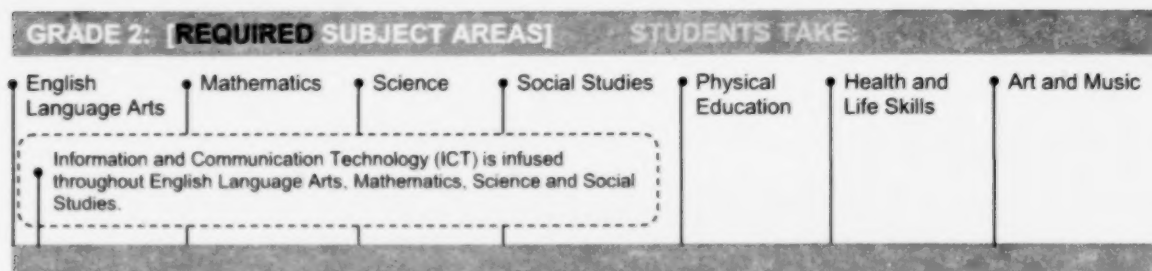 GRADE 2: [REQUIRED SUBJECT AREAS] STUDENTS TAKE:
English
Language Arts
Mathematics
Science
Social Studies
Physical
Education
Health and
Life Skills
Art and Music
Information and Communication Technology (ICT) is infused
throughout English Language Arts, Mathematics, Science and Social
Studies.